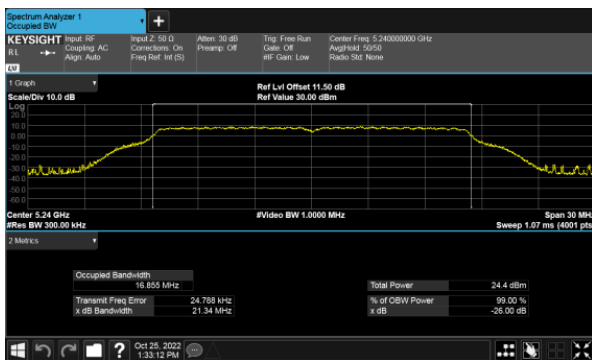 Spectrum Analyzer 1
Occupied BW
+
KEYSIGHT Input: RF Input Z: 50 Ω Atten: 30 dB Trig: Free Run Center Freq: 5.240000000 GHz
RL Coupling: AC Corrections: On Preamp: Off Gate: Off Avg|Hold: 50/50
Align: Auto Freq Ref: Int (S) #IF Gain: Low Radio Std: None
1 Graph
Ref Lvl Offset 11.50 dB
Scale/Div 10.0 dB Ref Value 30.00 dBm
Log
20.0
10.0
0.00
-10.0
-20.0
-30.0
-40.0
-50.0
-60.0
Center 5.24 GHz #Video BW 1.0000 MHz Span 30 MHz
#Res BW 300.00 kHz Sweep 1.07 ms (4001 pts)
2 Metrics
Occupied Bandwidth
16.855 MHz Total Power 24.4 dBm
Transmit Freq Error 24.788 kHz % of OBW Power 99.00 %
x dB Bandwidth 21.34 MHz x dB -26.00 dB
?
Oct 25, 2022
1:33:12 PM